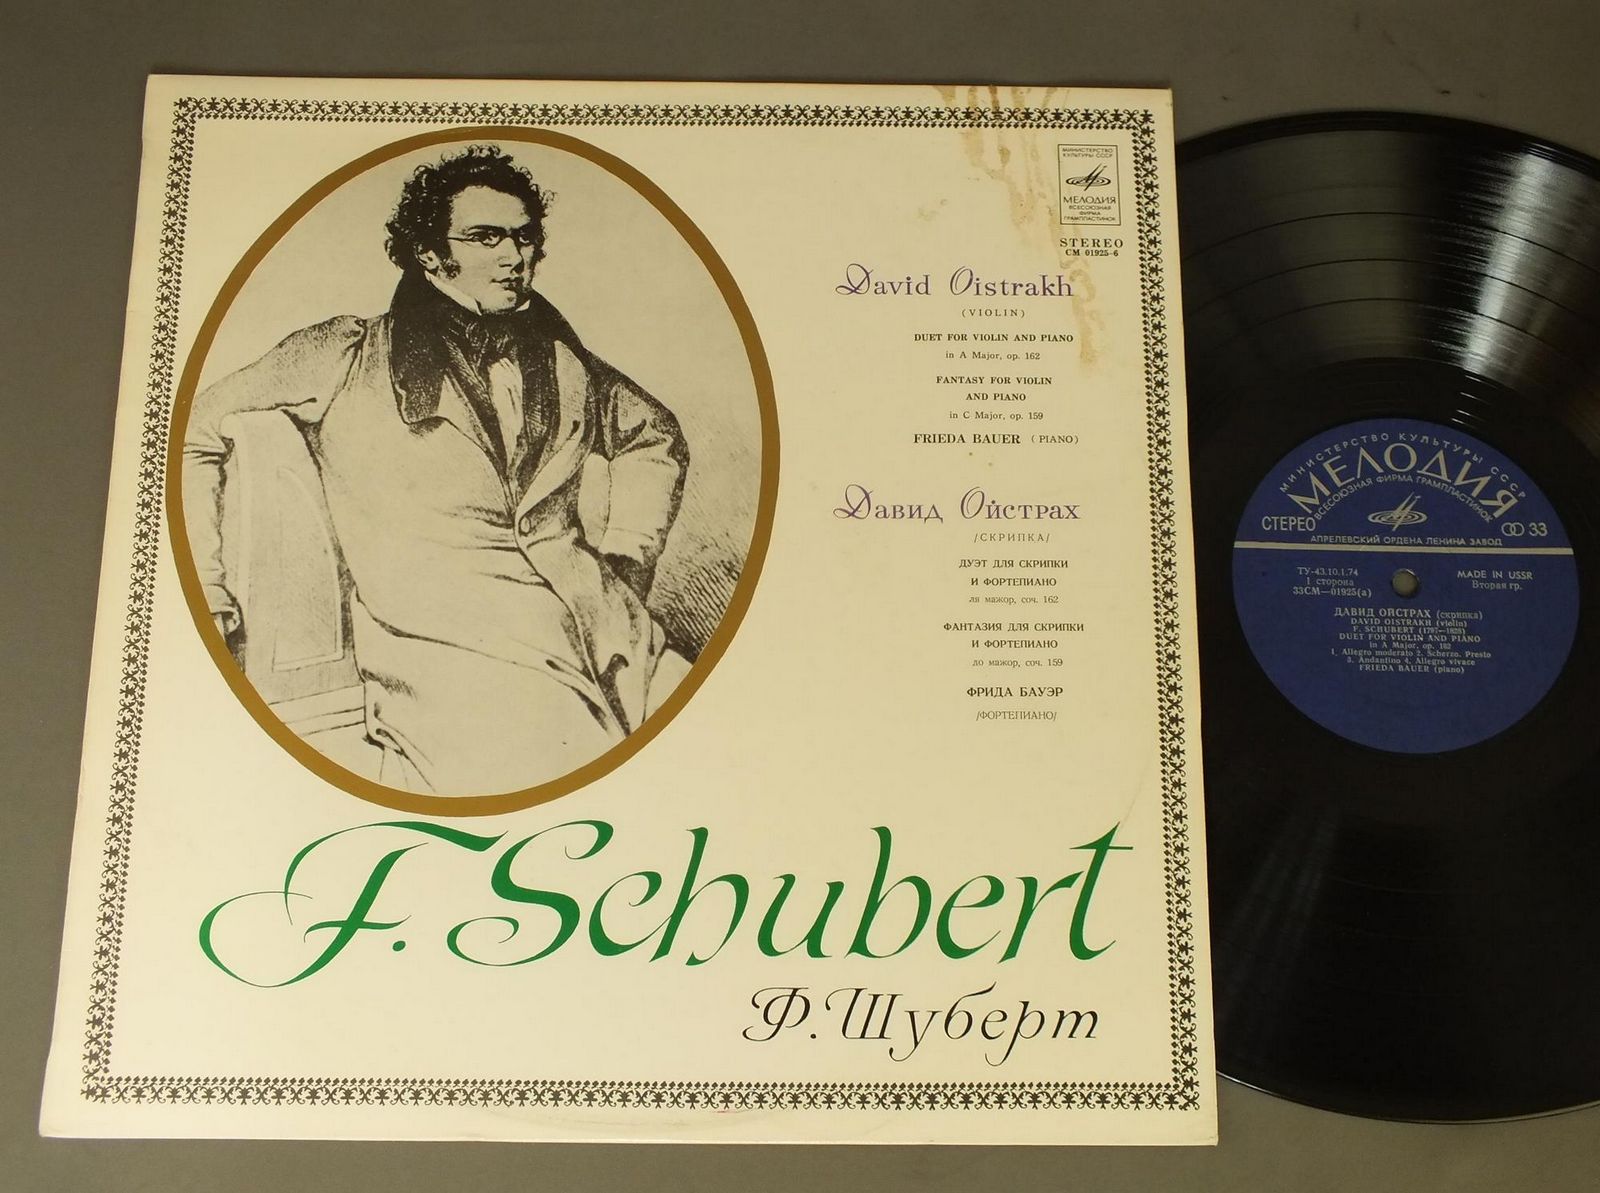 МИНИСТЕРСТВО
КУЛЬТУРЫ СССР
МЕЛОДИЯ
ВСЕСОЮЗНАЯ
ФИРМА
ГРАМПЛАСТИНОК
STEREO
СМ 01925-6
David Oistrakh
(VIOLIN)
DUET FOR VIOLIN AND PIANO
in A Major, op. 162
FANTASY FOR VIOLIN
AND PIANO
in C Major, op. 159
FRIEDA BAUER (PIANO)
Давид Ойстрах
/СКРИПКА/
ДУЭТ ДЛЯ СКРИПКИ
И ФОРТЕПИАНО
ля мажор, соч. 162
ФАНТАЗИЯ ДЛЯ СКРИПКИ
И ФОРТЕПИАНО
до мажор, соч. 159
ФРИДА БАУЭР
/ФОРТЕПИАНО/
F. Schubert
Ф. Шуберт
МИНИСТЕРСТВО КУЛЬТУРЫ СССР
МЕЛОДИЯ
ВСЕСОЮЗНАЯ ФИРМА ГРАМПЛАСТИНОК
СТЕРЕО 33
АПРЕЛЕВСКИЙ ОРДЕНА ЛЕНИНА ЗАВОД
ТУ-43.10.1.74 MADE IN USSR
1 сторона Вторая гр.
33СМ—01925(а)
ДАВИД ОЙСТРАХ (скрипка)
DAVID OISTRAKH (violin)
F. SCHUBERT (1797—1828)
DUET FOR VIOLIN AND PIANO
in A Major, op. 162
1. Allegro moderato 2. Scherzo. Presto
3. Andantino 4. Allegro vivace
FRIEDA BAUER (piano)